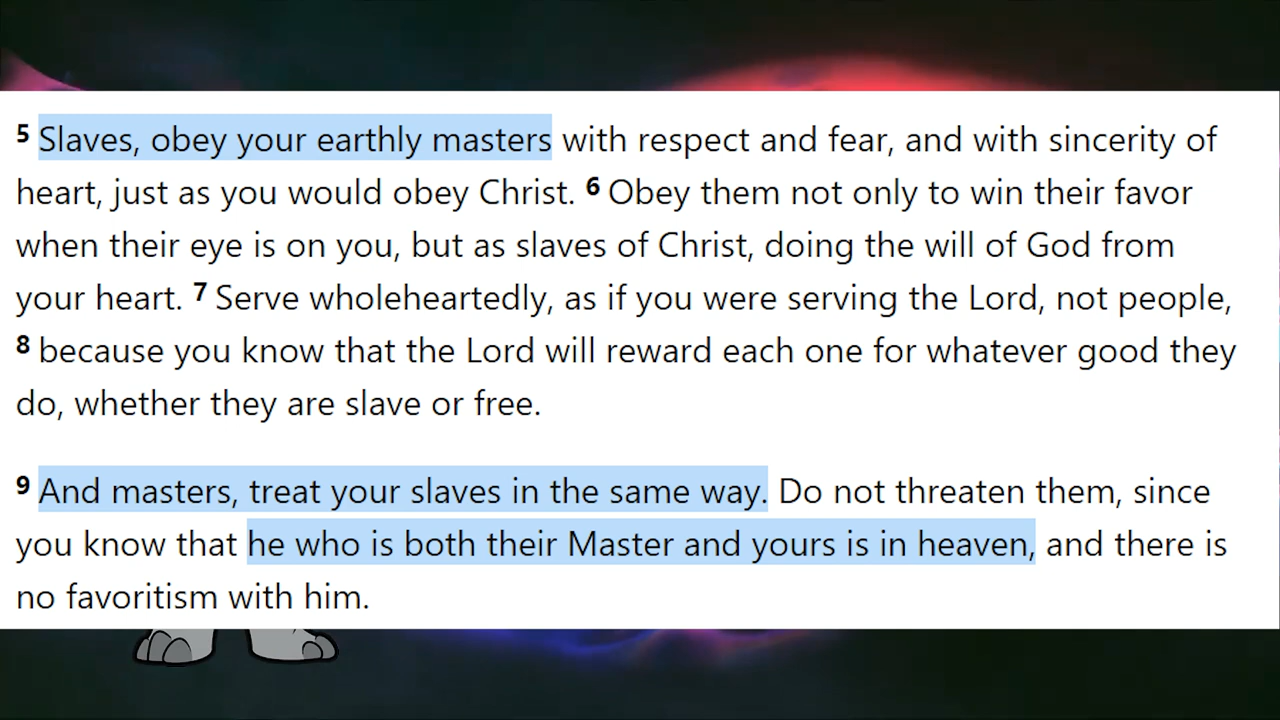 5 Slaves, obey your earthly masters with respect and fear, and with sincerity of
heart, just as you would obey Christ. 6 Obey them not only to win their favor
when their eye is on you, but as slaves of Christ, doing the will of God from
your heart. 7 Serve wholeheartedly, as if you were serving the Lord, not people,
8 because you know that the Lord will reward each one for whatever good they
do, whether they are slave or free.
9 And masters, treat your slaves in the same way. Do not threaten them, since
you know that he who is both their Master and yours is in heaven, and there is
no favoritism with him.